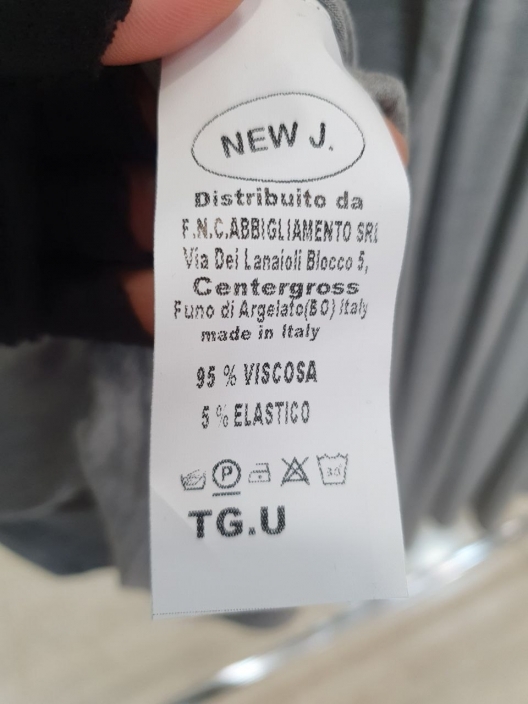 NEW J.
Distribuito da
F.N.C.ABBIGLIAMENTO SRL
Via Dei Lanaioli Blocco 5,
Centergross
Funo di Argelato(BO) Italy
made in Italy
95 % VISCOSA
5 % ELASTICO
P 30
TG.U